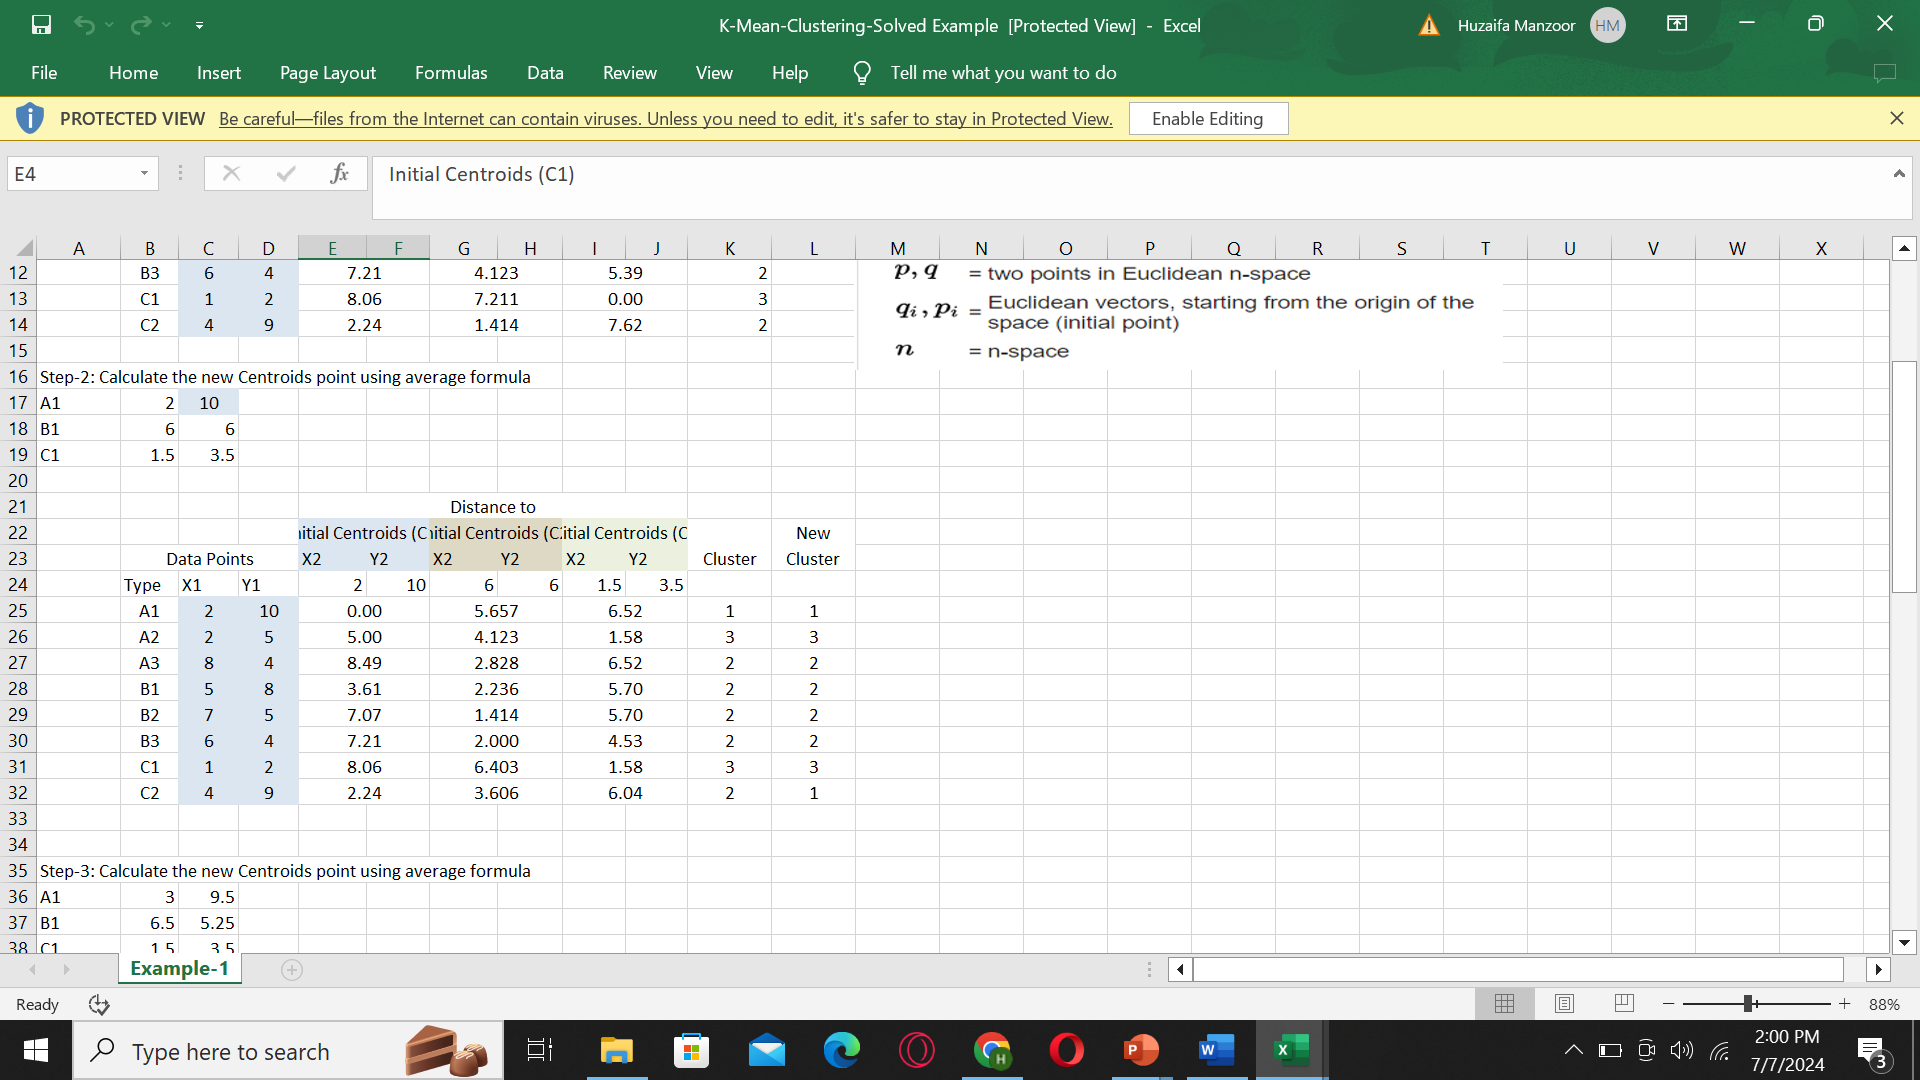 K-Mean-Clustering-Solved Example [Protected View] - Excel
Huzaifa Manzoor HM
File Home Insert Page Layout Formulas Data Review View Help Tell me what you want to do
PROTECTED VIEW Be careful—files from the Internet can contain viruses. Unless you need to edit, it's safer to stay in Protected View. Enable Editing
E4 fx Initial Centroids (C1)
A B C D E F G H I J K L M N O P Q R S T U V W X
12 B3 6 4 7.21 4.123 5.39 2
13 C1 1 2 8.06 7.211 0.00 3
14 C2 4 9 2.24 1.414 7.62 2
p, q = two points in Euclidean n-space
qi, pi = Euclidean vectors, starting from the origin of the
space (initial point)
n = n-space
15
16 Step-2: Calculate the new Centroids point using average formula
17 A1 2 10
18 B1 6 6
19 C1 1.5 3.5
20
21 Distance to
22 itial Centroids (C itial Centroids (C itial Centroids (C New
23 Data Points X2 Y2 X2 Y2 X2 Y2 Cluster Cluster
24 Type X1 Y1 2 10 6 6 1.5 3.5
25 A1 2 10 0.00 5.657 6.52 1 1
26 A2 2 5 5.00 4.123 1.58 3 3
27 A3 8 4 8.49 2.828 6.52 2 2
28 B1 5 8 3.61 2.236 5.70 2 2
29 B2 7 5 7.07 1.414 5.70 2 2
30 B3 6 4 7.21 2.000 4.53 2 2
31 C1 1 2 8.06 6.403 1.58 3 3
32 C2 4 9 2.24 3.606 6.04 2 1
33
34
35 Step-3: Calculate the new Centroids point using average formula
36 A1 3 9.5
37 B1 6.5 5.25
38 C1 1.5 3.5
Example-1
Ready 88%
Type here to search
2:00 PM
7/7/2024
3